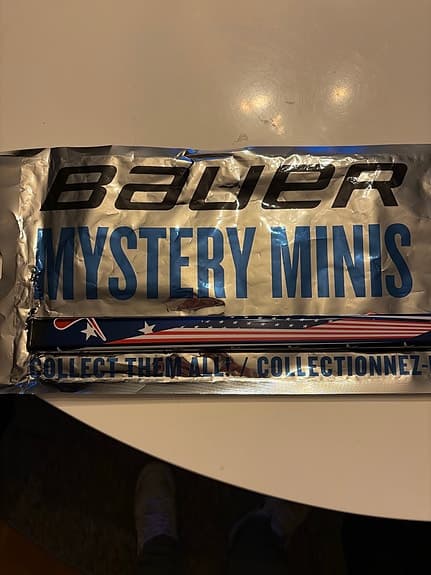 BAUER
MYSTERY MINIS
COLLECT THEM ALL! / COLLECTIONNEZ-